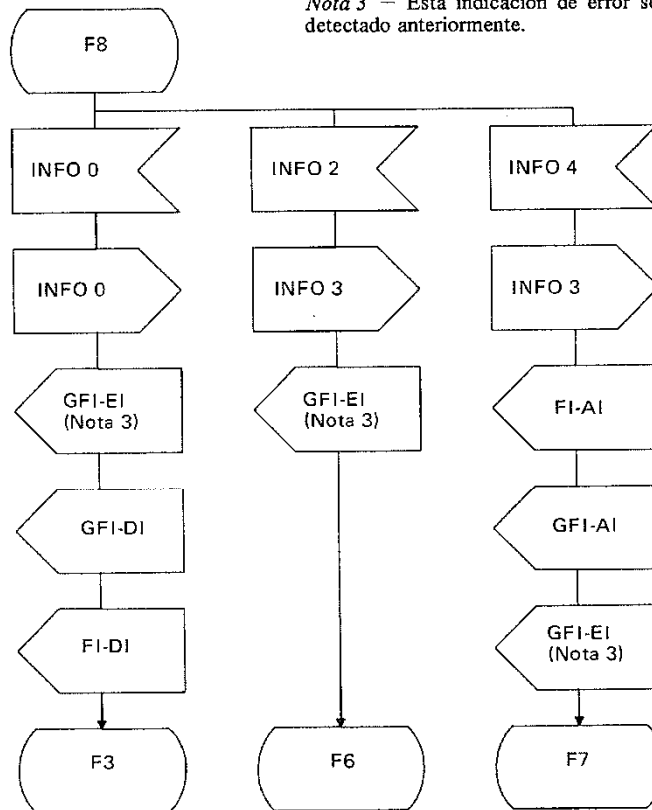 Nota 3 — Esta indicación de error se
detectado anteriormente.
F8
INFO 0
INFO 2
INFO 4
INFO 0
INFO 3
INFO 3
GFI-EI
(Nota 3)
GFI-EI
(Nota 3)
FI-AI
GFI-DI
GFI-AI
FI-DI
GFI-EI
(Nota 3)
F3
F6
F7